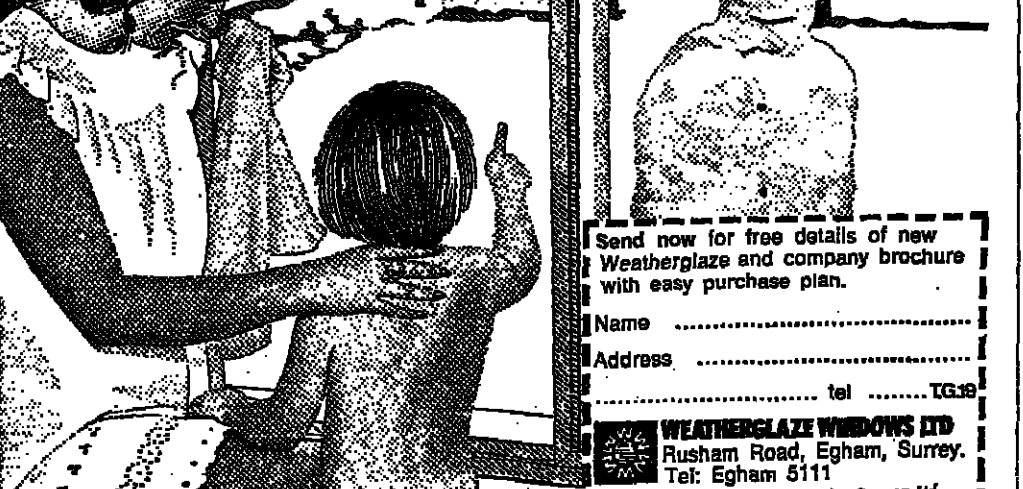 Send now for free details of new
Weatherglaze and company brochure
with easy purchase plan.
Name ........................................
Address ........................................
........................................ tel ........T.G.19
WEATHERGLAZE WINDOWS LTD
Rusham Road, Egham, Surrey.
Tel: Egham 5111